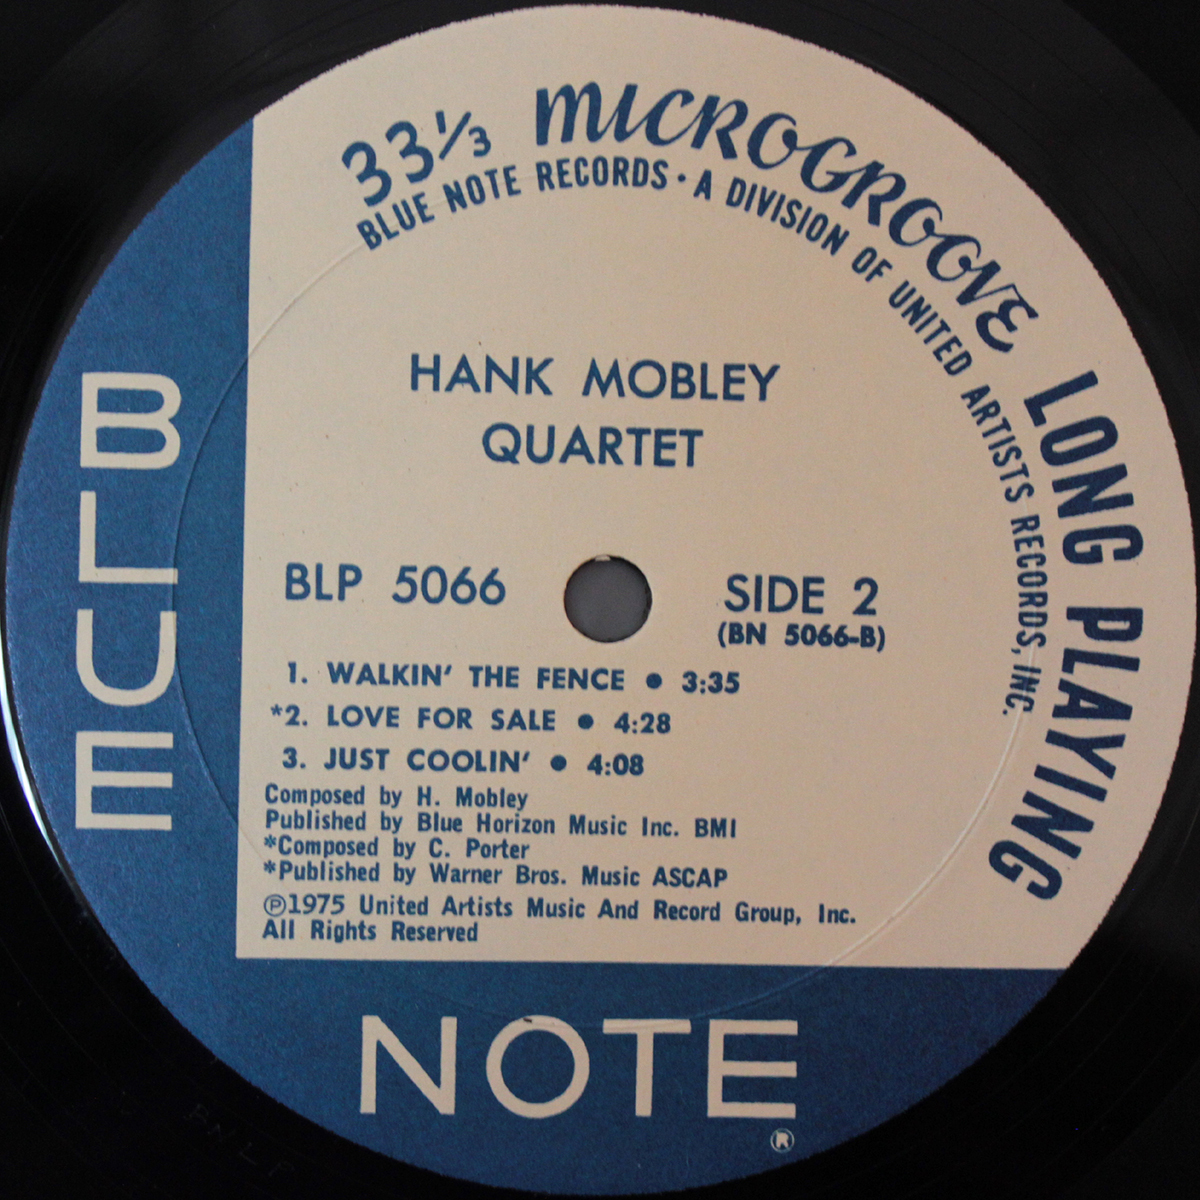 33⅓ MICROGROOVE LONG PLAYING
BLUE NOTE RECORDS · A DIVISION OF UNITED ARTISTS RECORDS, INC.
HANK MOBLEY
QUARTET
BLP 5066
SIDE 2
(BN 5066-B)
1. WALKIN' THE FENCE • 3:35
*2. LOVE FOR SALE • 4:28
3. JUST COOLIN' • 4:08
Composed by H. Mobley
Published by Blue Horizon Music Inc. BMI
*Composed by C. Porter
*Published by Warner Bros. Music ASCAP
℗1975 United Artists Music And Record Group, Inc.
All Rights Reserved
BLUE
NOTE
®